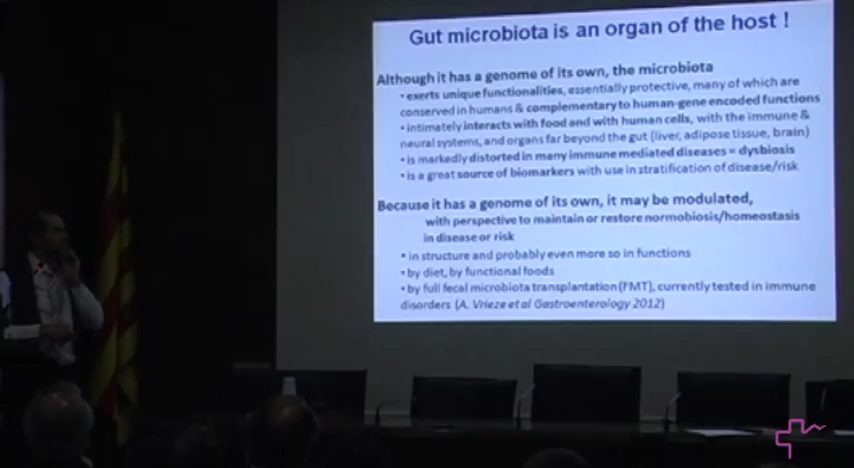 Gut microbiota is an organ of the host !
Although it has a genome of its own, the microbiota
• exerts unique functionalities, essentially protective, many of which are
conserved in humans & complementary to human-gene encoded functions
• intimately interacts with food and with human cells, with the immune &
neural systems, and organs far beyond the gut (liver, adipose tissue, brain)
• is markedly distorted in many immune mediated diseases = dysbiosis
• is a great source of biomarkers with use in stratification of disease/risk
Because it has a genome of its own, it may be modulated,
with perspective to maintain or restore normobiosis/homeostasis
in disease or risk
• in structure and probably even more so in functions
• by diet, by functional foods
• by full fecal microbiota transplantation (FMT), currently tested in immune
disorders (A. Vrieze et al Gastroenterology 2012)